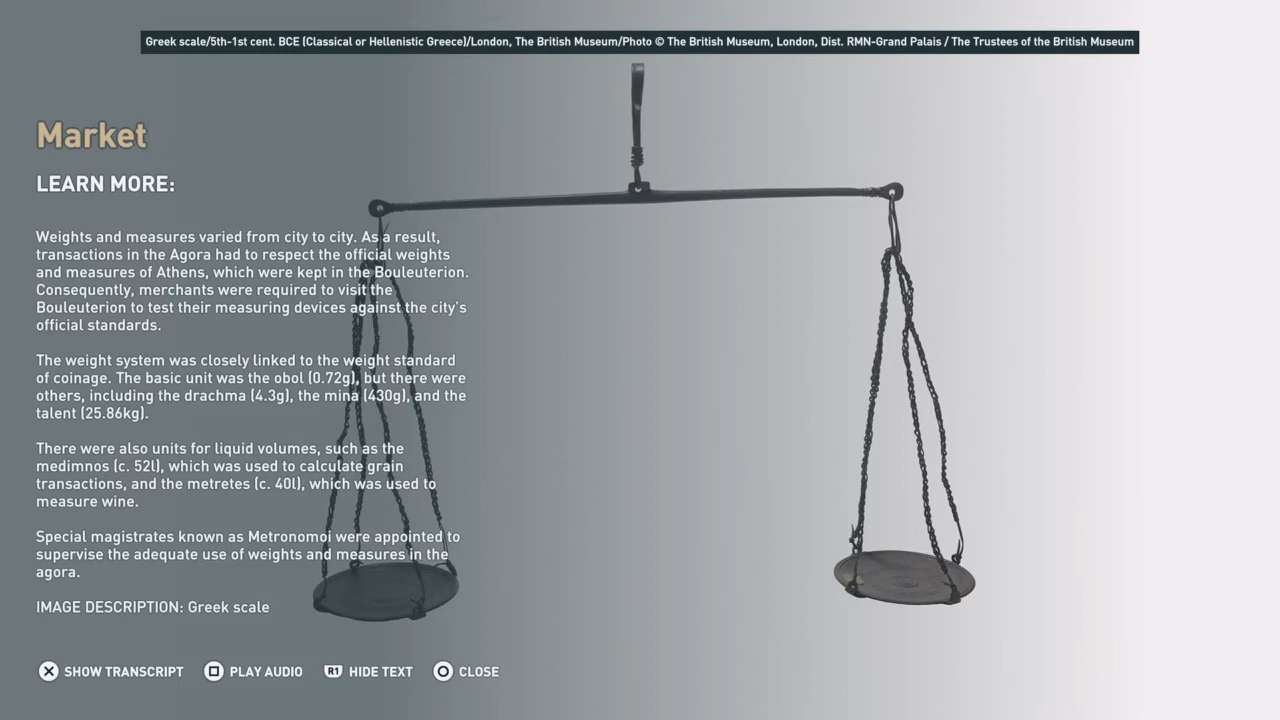 Greek scale/5th-1st cent. BCE (Classical or Hellenistic Greece)/London, The British Museum/Photo © The British Museum, London, Dist. RMN-Grand Palais / The Trustees of the British Museum
Market
LEARN MORE:
Weights and measures varied from city to city. As a result,
transactions in the Agora had to respect the official weights
and measures of Athens, which were kept in the Bouleuterion.
Consequently, merchants were required to visit the
Bouleuterion to test their measuring devices against the city's
official standards.
The weight system was closely linked to the weight standard
of coinage. The basic unit was the obol (0.72g), but there were
others, including the drachma (4.3g), the mina (430g), and the
talent (25.86kg).
There were also units for liquid volumes, such as the
medimnos (c. 52l), which was used to calculate grain
transactions, and the metretes (c. 40l), which was used to
measure wine.
Special magistrates known as Metronomoi were appointed to
supervise the adequate use of weights and measures in the
agora.
IMAGE DESCRIPTION: Greek scale
SHOW TRANSCRIPT PLAY AUDIO R1 HIDE TEXT CLOSE